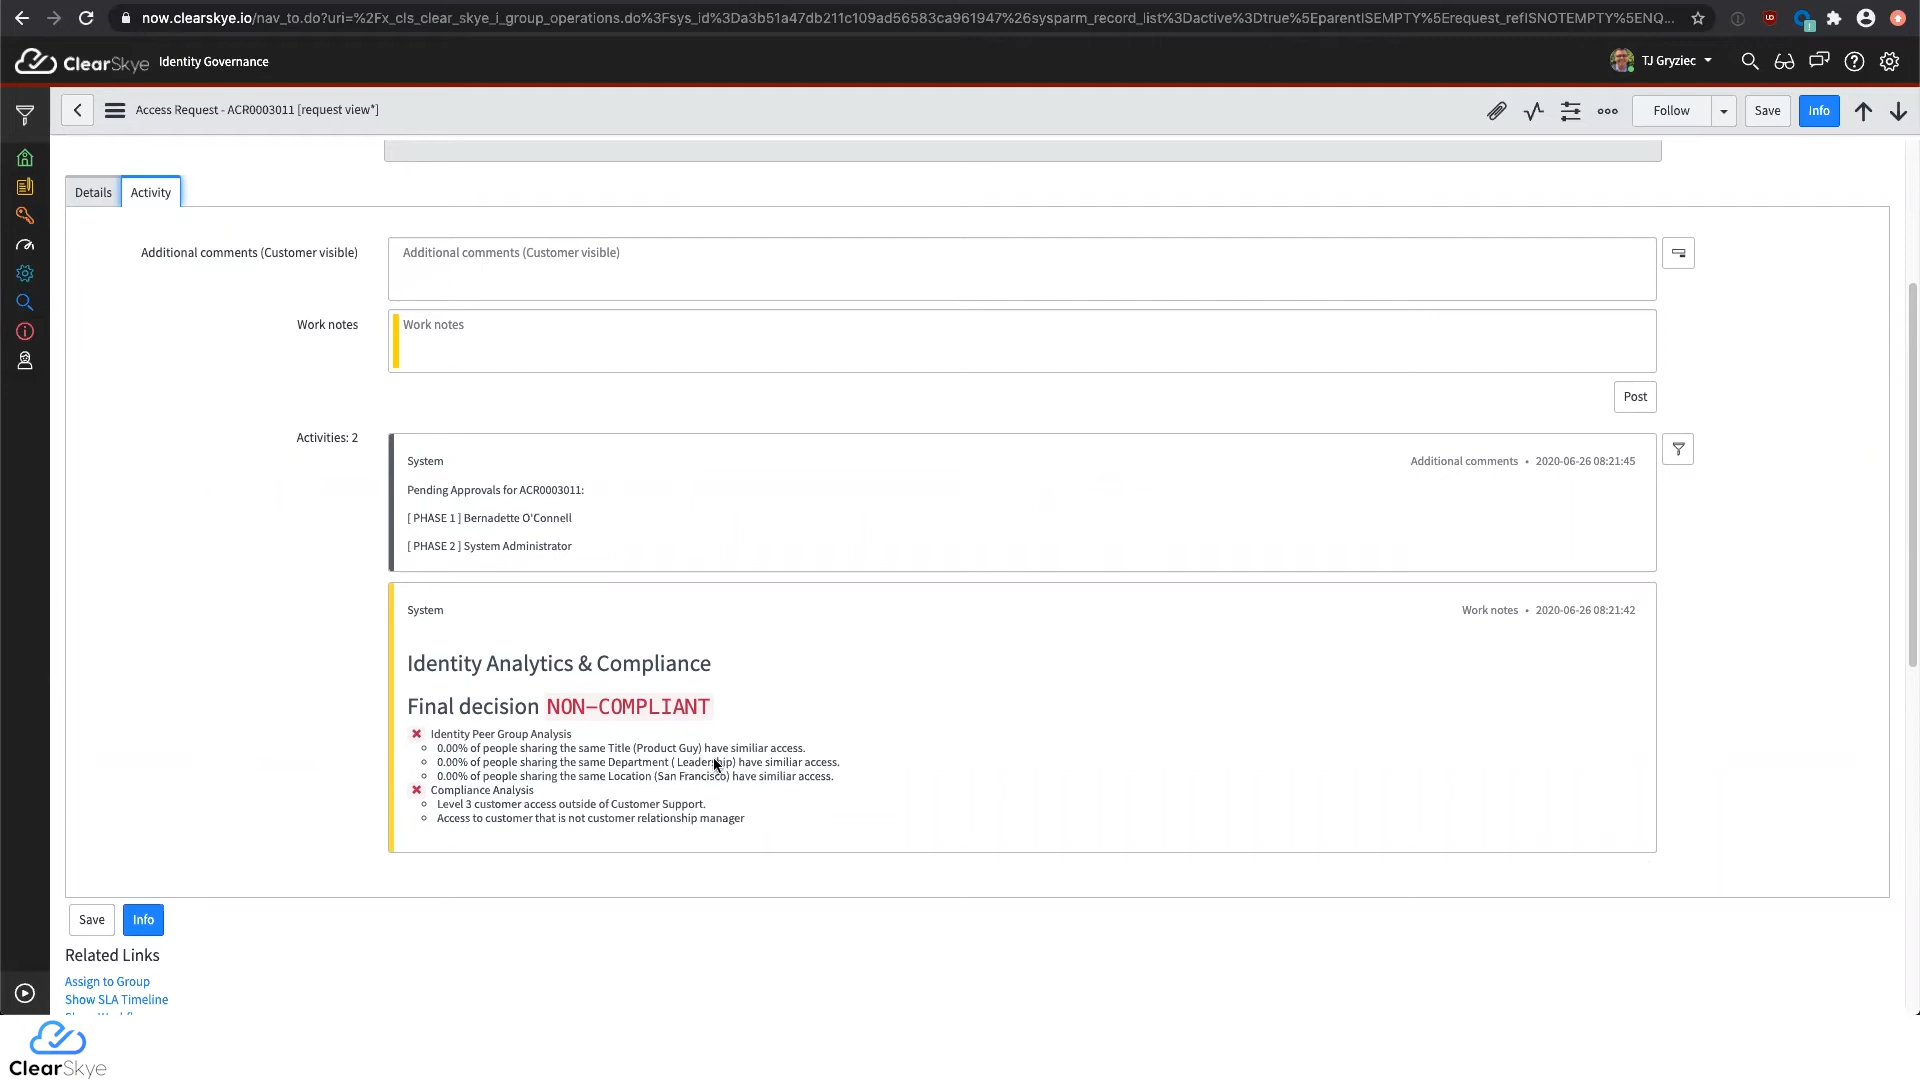 now.clearskye.io/nav_to.do?uri=%2Fx_cls_clear_skye_i_group_operations.do%3Fsys_id%3Da3b51a47db211c109ad56583ca961947%26sysparm_record_list%3Dactive%3Dtrue%5EparentISEMPTY%5Erequest_refISNOTEMPTY%5ENQ...
ClearSkye Identity Governance
TJ Gryziec
Access Request - ACR0003011 [request view*]
Follow
Save
Info
Details
Activity
Additional comments (Customer visible)
Additional comments (Customer visible)
Work notes
Work notes
Post
Activities: 2
System
Additional comments • 2020-06-26 08:21:45
Pending Approvals for ACR0003011:
[ PHASE 1 ] Bernadette O'Connell
[ PHASE 2 ] System Administrator
System
Work notes • 2020-06-26 08:21:42
Identity Analytics & Compliance
Final decision NON-COMPLIANT
Identity Peer Group Analysis
0.00% of people sharing the same Title (Product Guy) have similiar access.
0.00% of people sharing the same Department ( Leadership) have similiar access.
0.00% of people sharing the same Location (San Francisco) have similiar access.
Compliance Analysis
Level 3 customer access outside of Customer Support.
Access to customer that is not customer relationship manager
Save
Info
Related Links
Assign to Group
Show SLA Timeline
ClearSkye